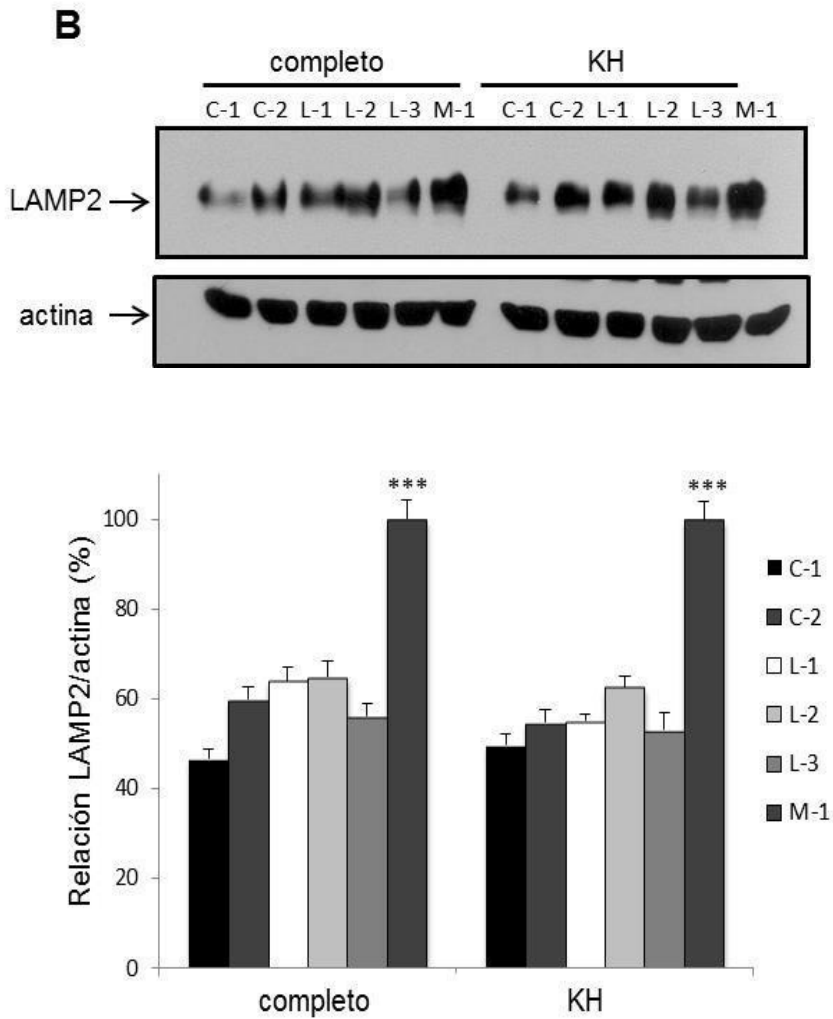 B
completo KH
C-1 C-2 L-1 L-2 L-3 M-1 C-1 C-2 L-1 L-2 L-3 M-1
LAMP2
actina
Relación LAMP2/actina (%)
*** ***
100
80
60
40
20
0
C-1
C-2
L-1
L-2
L-3
M-1
completo KH